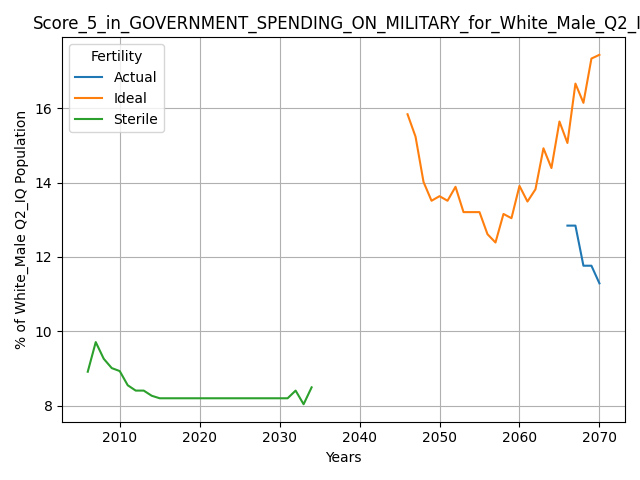 Score_5_in_GOVERNMENT_SPENDING_ON_MILITARY_for_White_Male_Q2_I
Fertility
Actual
Ideal
Sterile
% of White_Male Q2_IQ Population
16
14
12
10
8
2010 2020 2030 2040 2050 2060 2070
Years